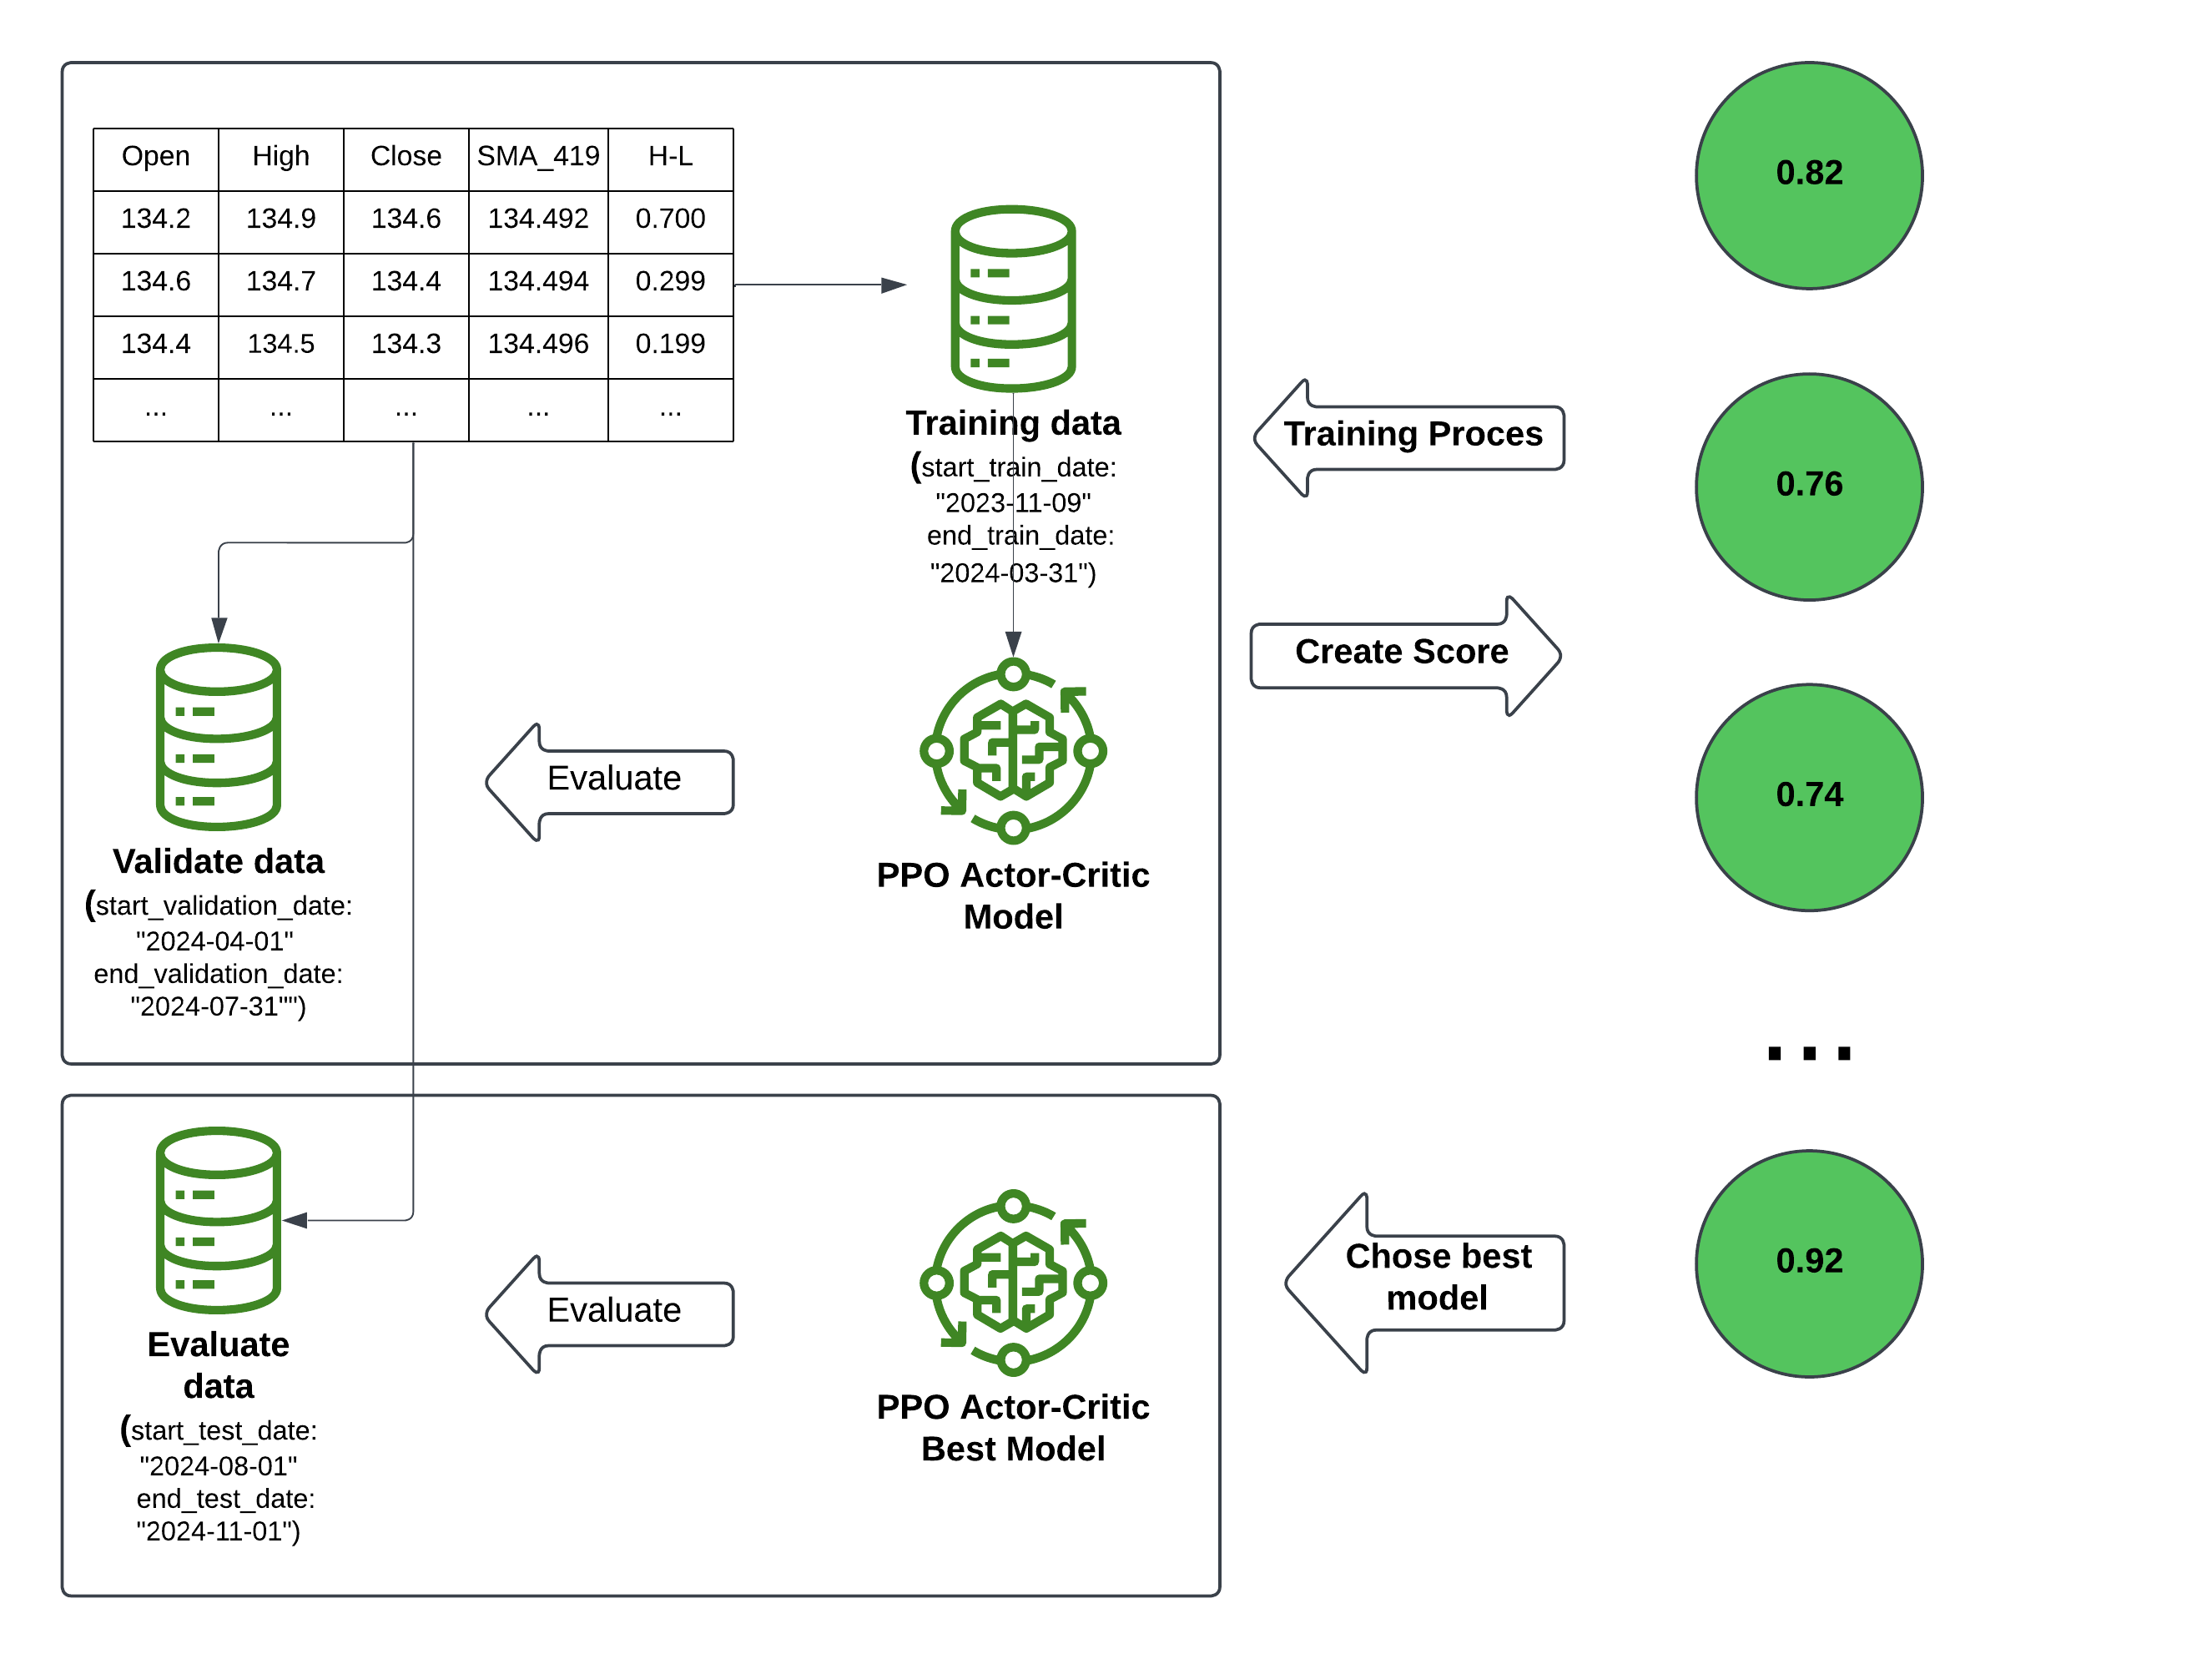 Open High Close SMA_419 H-L
134.2 134.9 134.6 134.492 0.700
134.6 134.7 134.4 134.494 0.299
134.4 134.5 134.3 134.496 0.199
... ... ... ... ...
Training data
(start_train_date:
"2023-11-09"
end_train_date:
"2024-03-31")
Validate data
(start_validation_date:
"2024-04-01"
end_validation_date:
"2024-07-31"")
Evaluate
PPO Actor-Critic
Model
Training Proces
Create Score
0.82
0.76
0.74
...
0.92
Chose best
model
PPO Actor-Critic
Best Model
Evaluate
Evaluate
data
(start_test_date:
"2024-08-01"
end_test_date:
"2024-11-01")